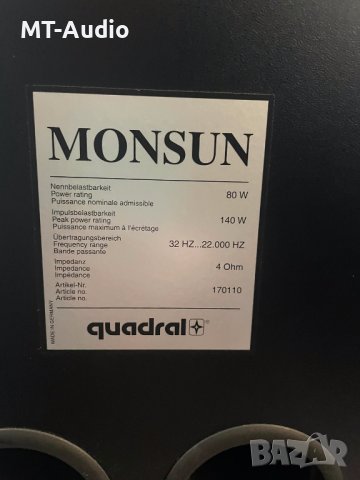 MT-Audio
MONSUN
Nennbelastbarkeit
Power rating
Puissance nominale admissible
80 W
Impulsbelastbarkeit
Peak power rating
Puissance maximum à l'écretage
140 W
Übertragungsbereich
Frequency range
Bande passante
32 HZ...22.000 HZ
Impedanz
Impedance
Impédance
4 Ohm
Artikel-Nr.
Article no.
Article no.
170110
MADE IN GERMANY
quadral®
BAZAR